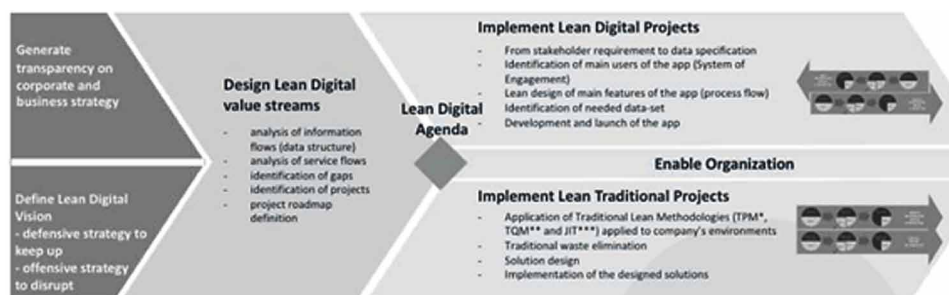 Generate
transparency on
corporate and
business strategy
Define Lean Digital
Vision
- defensive strategy to
keep up
- offensive strategy
to disrupt
Design Lean Digital
value streams
- analysis of information
flows (data structure)
- analysis of service flows
- identification of gaps
- identification of projects
- project roadmap
definition
Lean Digital
Agenda
Implement Lean Digital Projects
- From stakeholder requirement to data specification
- Identification of main users of the app (System of
Engagement)
- Lean design of main features of the app (process flow)
- Identification of needed data-set
- Development and launch of the app
Enable Organization
Implement Lean Traditional Projects
- Application of Traditional Lean Methodologies (TPM*,
TQM** and JIT***) applied to company's environments
- Traditional waste elimination
- Solution design
- Implementation of the designed solutions